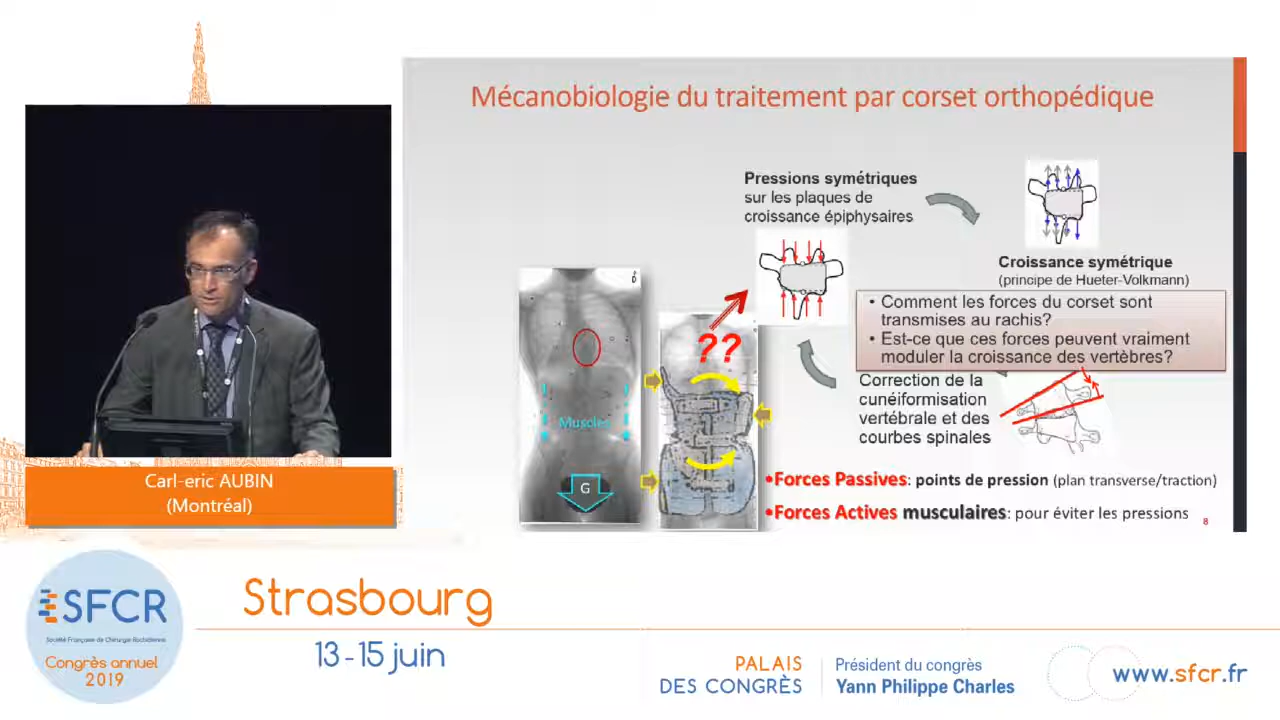 Mécanobiologie du traitement par corset orthopédique
Pressions symétriques
sur les plaques de
croissance épiphysaires
Croissance symétrique
(principe de Hueter-Volkmann)
• Comment les forces du corset sont
transmises au rachis?
• Est-ce que ces forces peuvent vraiment
moduler la croissance des vertèbres?
??
Correction de la
cunéiformisation
vertébrale et des
courbes spinales
Muscles
G
•Forces Passives: points de pression (plan transverse/traction)
•Forces Actives musculaires: pour éviter les pressions
8
Carl-eric AUBIN
(Montréal)
SFCR
Société Française de Chirurgie Rachidienne
Congrès annuel
2019
Strasbourg
13-15 juin
PALAIS
DES CONGRÈS
Président du congrès
Yann Philippe Charles
www.sfcr.fr